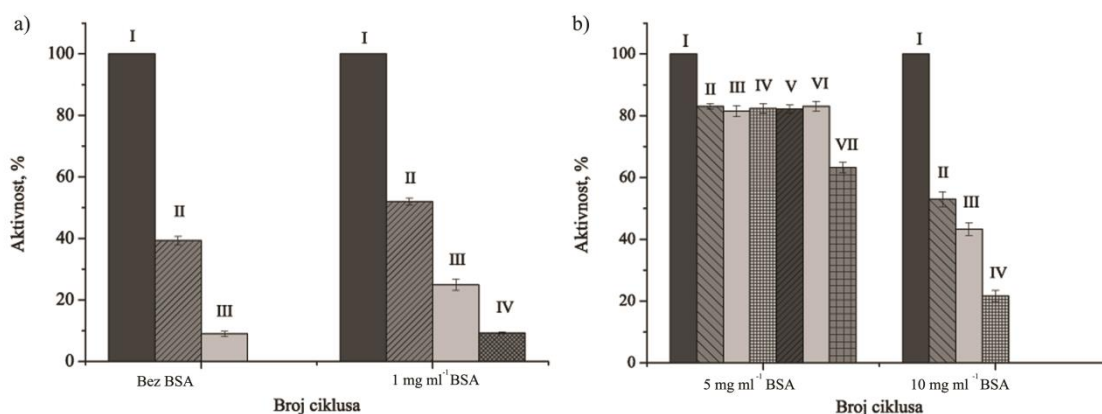 a)
Aktivnost, %
100
80
60
40
20
0
I
II
III
I
II
III
IV
Bez BSA
1 mg ml⁻¹ BSA
Broj ciklusa
b)
Aktivnost, %
100
80
60
40
20
0
I
II
III
IV
V
VI
VII
I
II
III
IV
5 mg ml⁻¹ BSA
10 mg ml⁻¹ BSA
Broj ciklusa